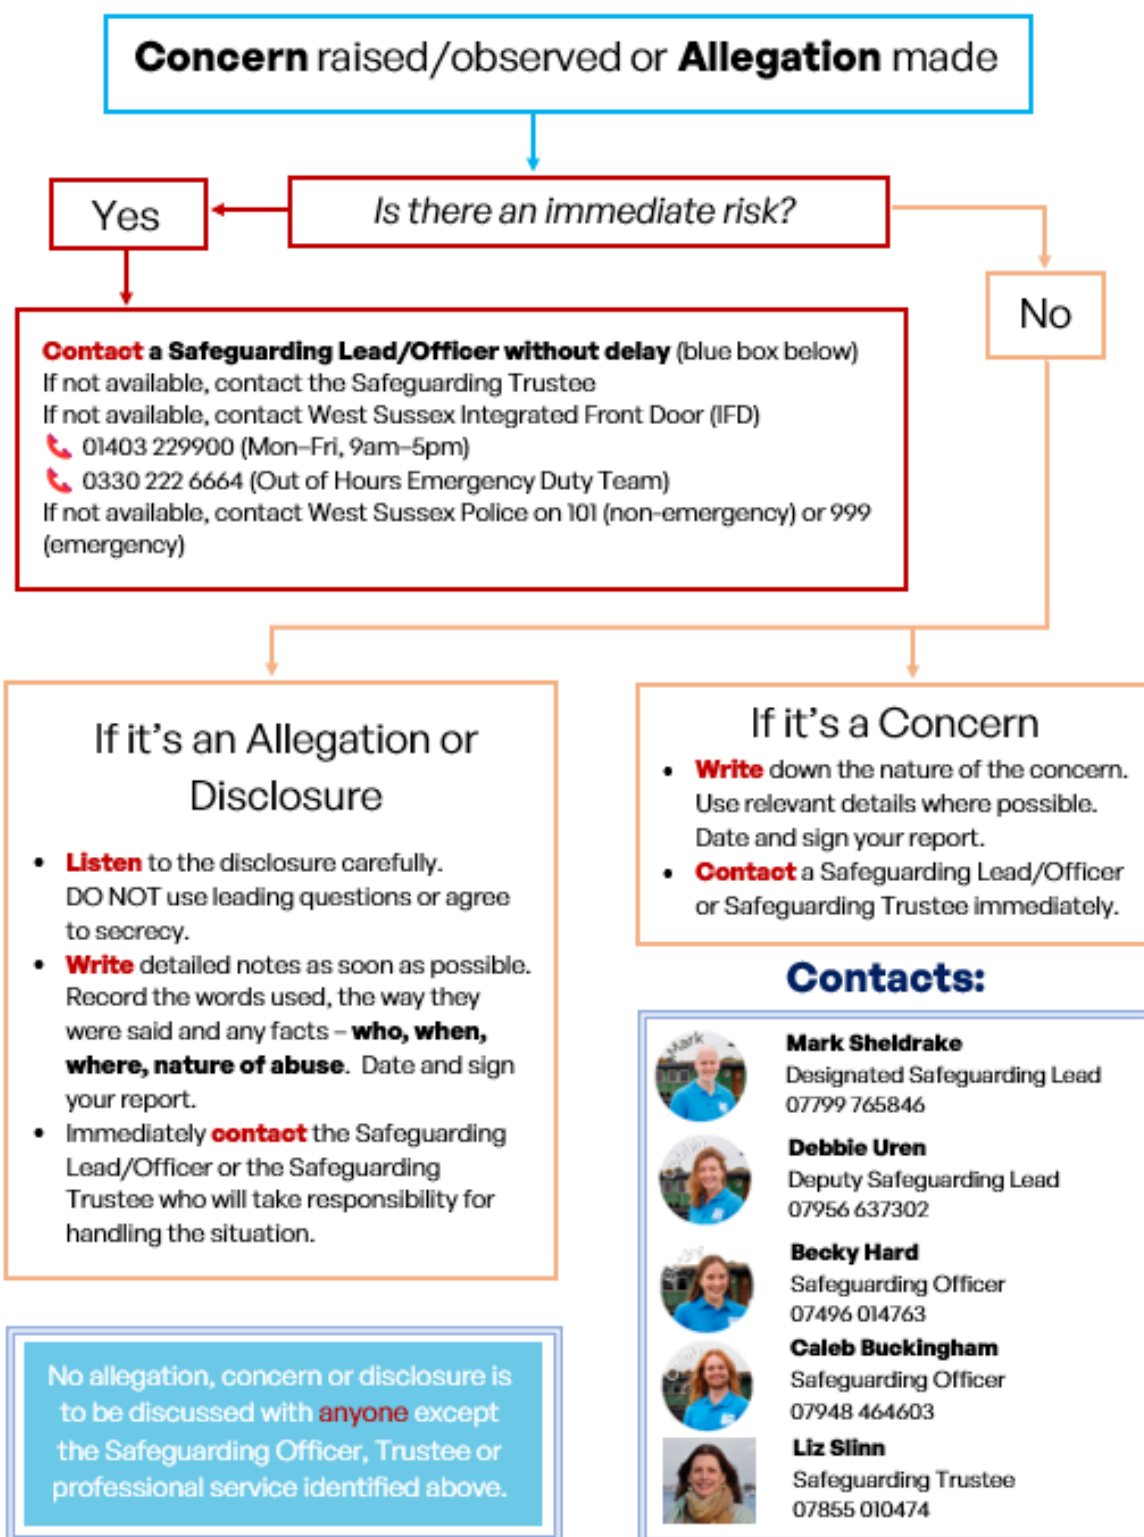 Concern raised/observed or Allegation made
Is there an immediate risk?
Yes
No
Contact a Safeguarding Lead/Officer without delay (blue box below)
If not available, contact the Safeguarding Trustee
If not available, contact West Sussex Integrated Front Door (IFD)
01403 229900 (Mon–Fri, 9am–5pm)
0330 222 6664 (Out of Hours Emergency Duty Team)
If not available, contact West Sussex Police on 101 (non-emergency) or 999
(emergency)
If it's an Allegation or
Disclosure
• Listen to the disclosure carefully.
DO NOT use leading questions or agree
to secrecy.
• Write detailed notes as soon as possible.
Record the words used, the way they
were said and any facts – who, when,
where, nature of abuse. Date and sign
your report.
• Immediately contact the Safeguarding
Lead/Officer or the Safeguarding
Trustee who will take responsibility for
handling the situation.
If it's a Concern
• Write down the nature of the concern.
Use relevant details where possible.
Date and sign your report.
• Contact a Safeguarding Lead/Officer
or Safeguarding Trustee immediately.
Contacts:
Mark
Mark Sheldrake
Designated Safeguarding Lead
07799 765846
Debbie Uren
Deputy Safeguarding Lead
07956 637302
Becky Hard
Safeguarding Officer
07496 014763
Caleb Buckingham
Safeguarding Officer
07948 464603
Liz Slinn
Safeguarding Trustee
07855 010474
No allegation, concern or disclosure is
to be discussed with anyone except
the Safeguarding Officer, Trustee or
professional service identified above.